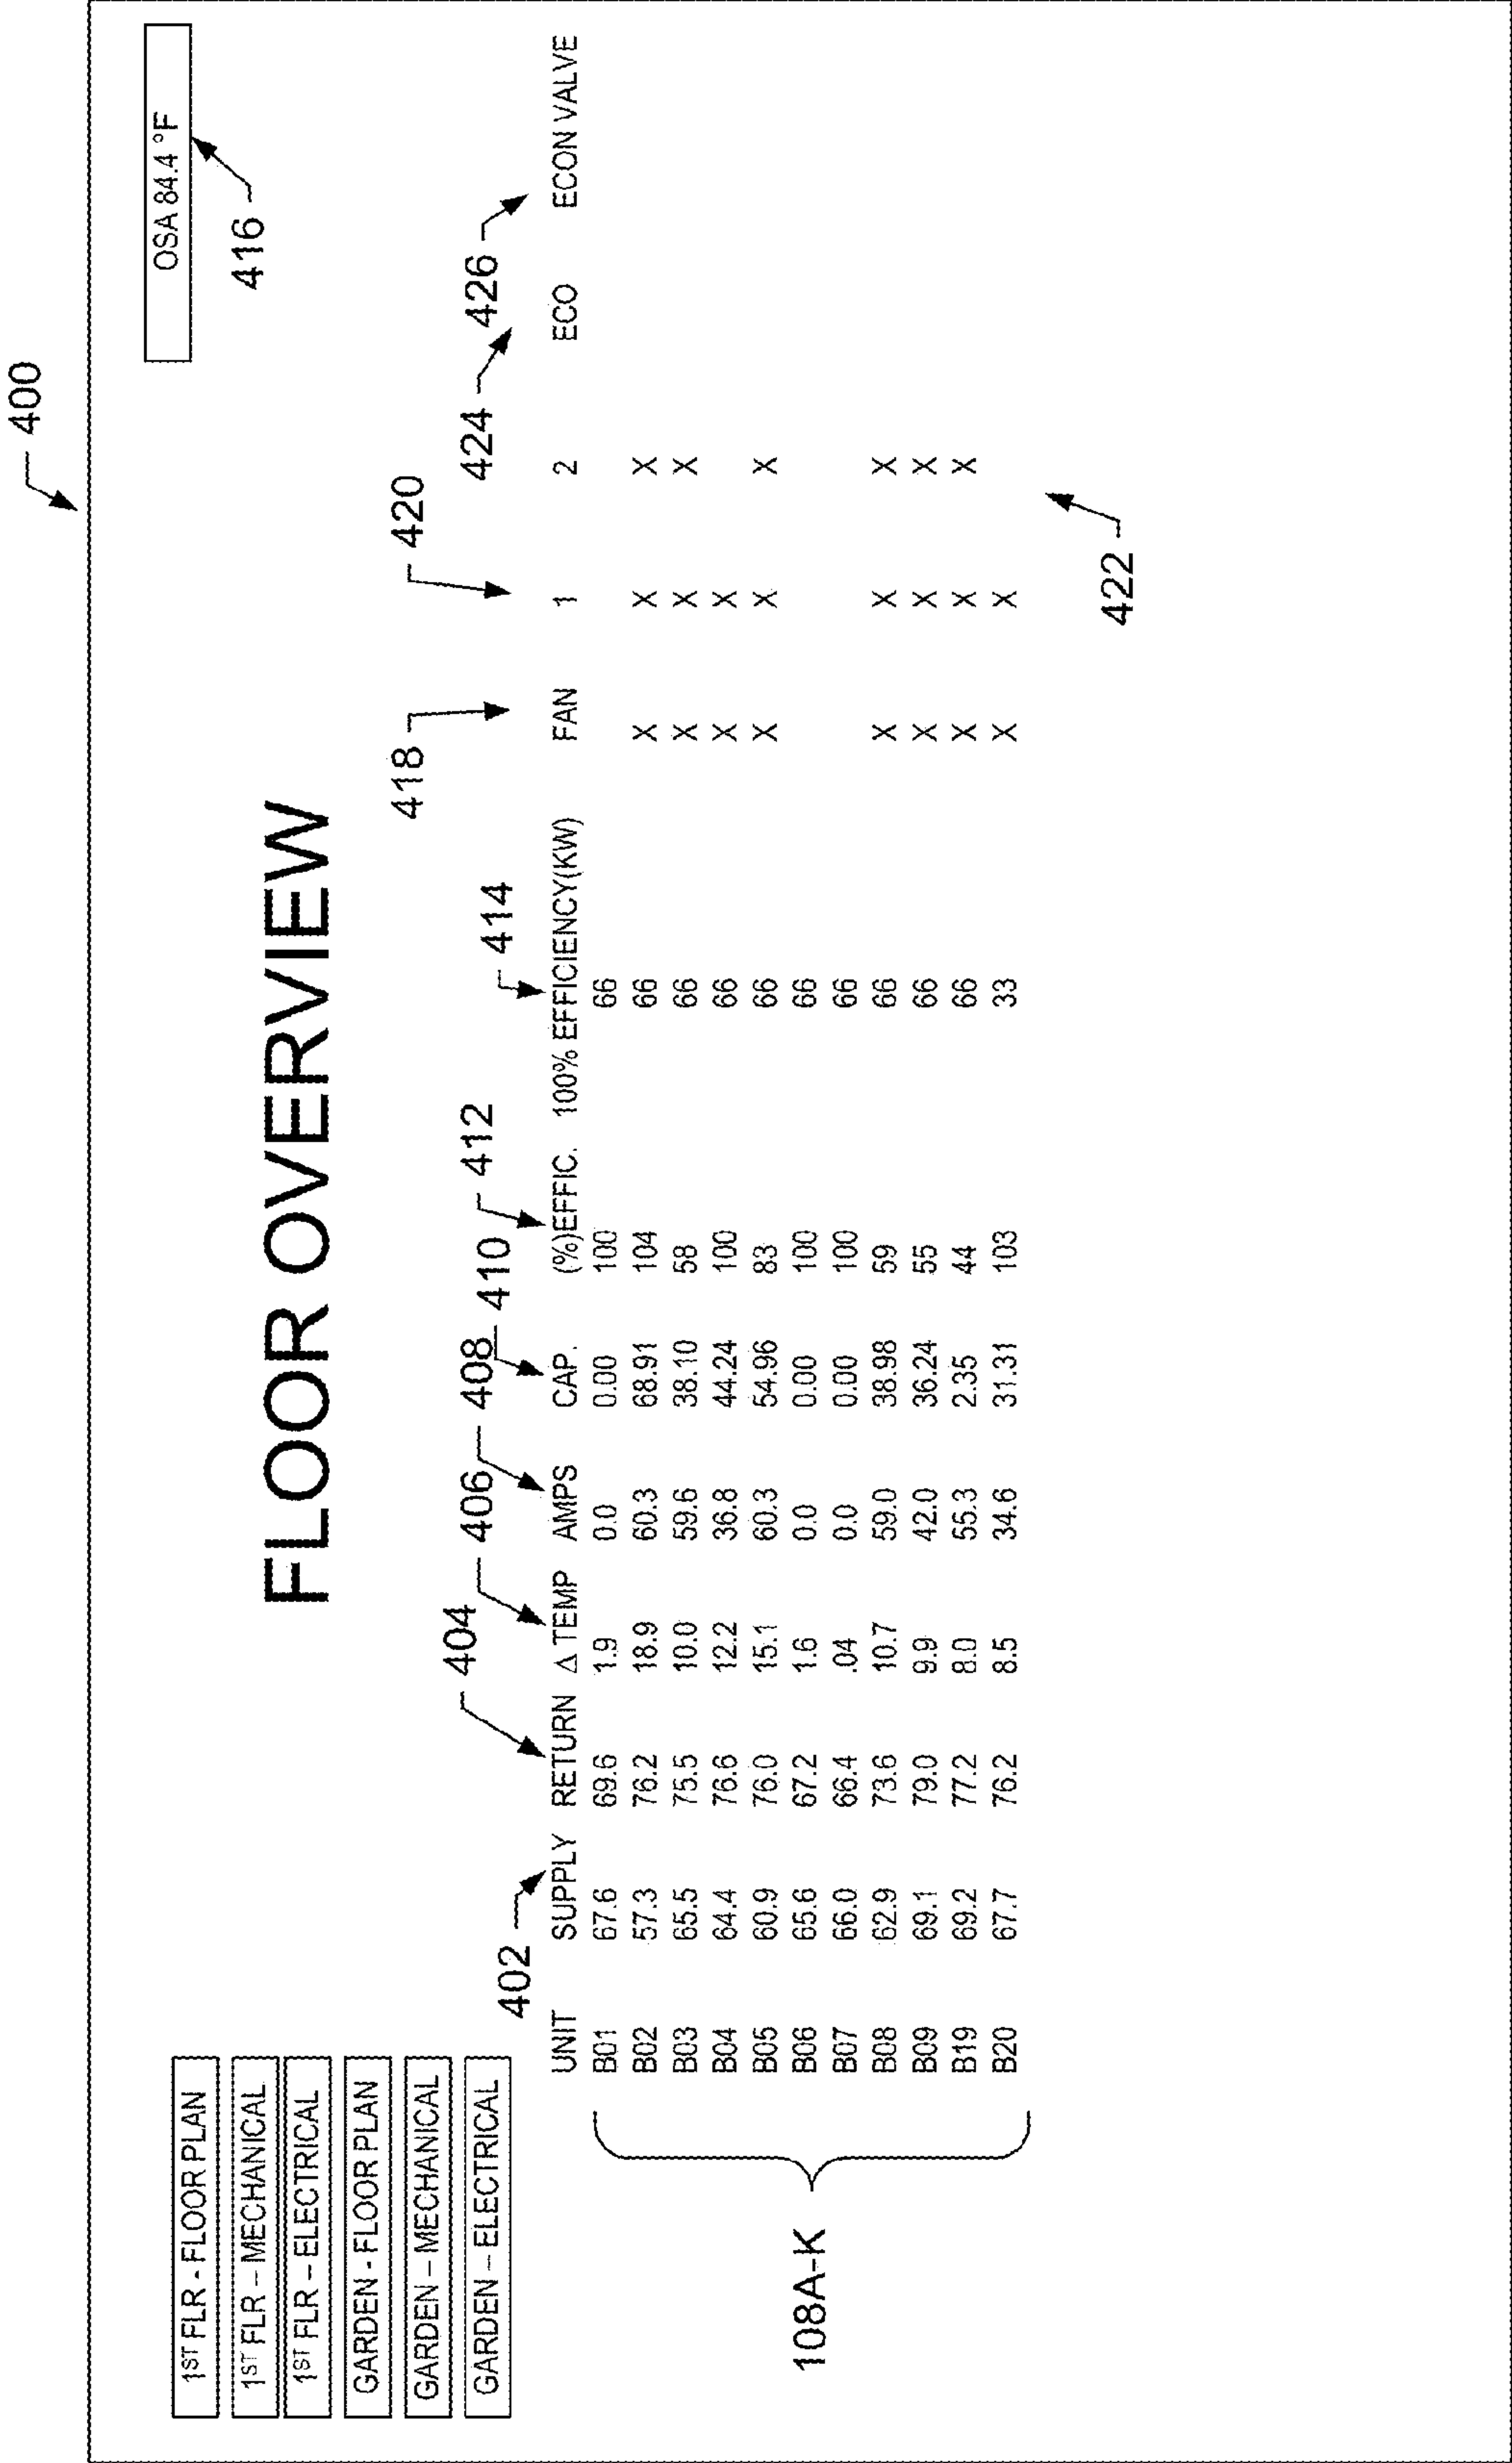 400
OSA 84.4 °F
416
1ST FLR - FLOOR PLAN
1ST FLR – MECHANICAL
1ST FLR – ELECTRICAL
GARDEN - FLOOR PLAN
GARDEN – MECHANICAL
GARDEN – ELECTRICAL
FLOOR OVERVIEW
402 404 406 408 410 412 414 418 420 424 426
UNIT SUPPLY RETURN Δ TEMP AMPS CAP. (%)EFFIC. 100% EFFICIENCY(KW) FAN 1 2 ECO ECON VALVE
B01 67.6 69.6 1.9 0.0 0.00 100 66
B02 57.3 76.2 18.9 60.3 68.91 104 66 X X X
B03 65.5 75.5 10.0 59.6 38.10 58 66 X X X
B04 64.4 76.6 12.2 36.8 44.24 100 66 X X
B05 60.9 76.0 15.1 60.3 54.96 83 66 X X X
B06 65.6 67.2 1.6 0.0 0.00 100 66
B07 66.0 66.4 .04 0.0 0.00 100 66
B08 62.9 73.6 10.7 59.0 38.98 59 66 X X X
B09 69.1 79.0 9.9 42.0 36.24 55 66 X X X
B19 69.2 77.2 8.0 55.3 2.35 44 66 X X X
B20 67.7 76.2 8.5 34.6 31.31 103 33 X X
108A-K
422